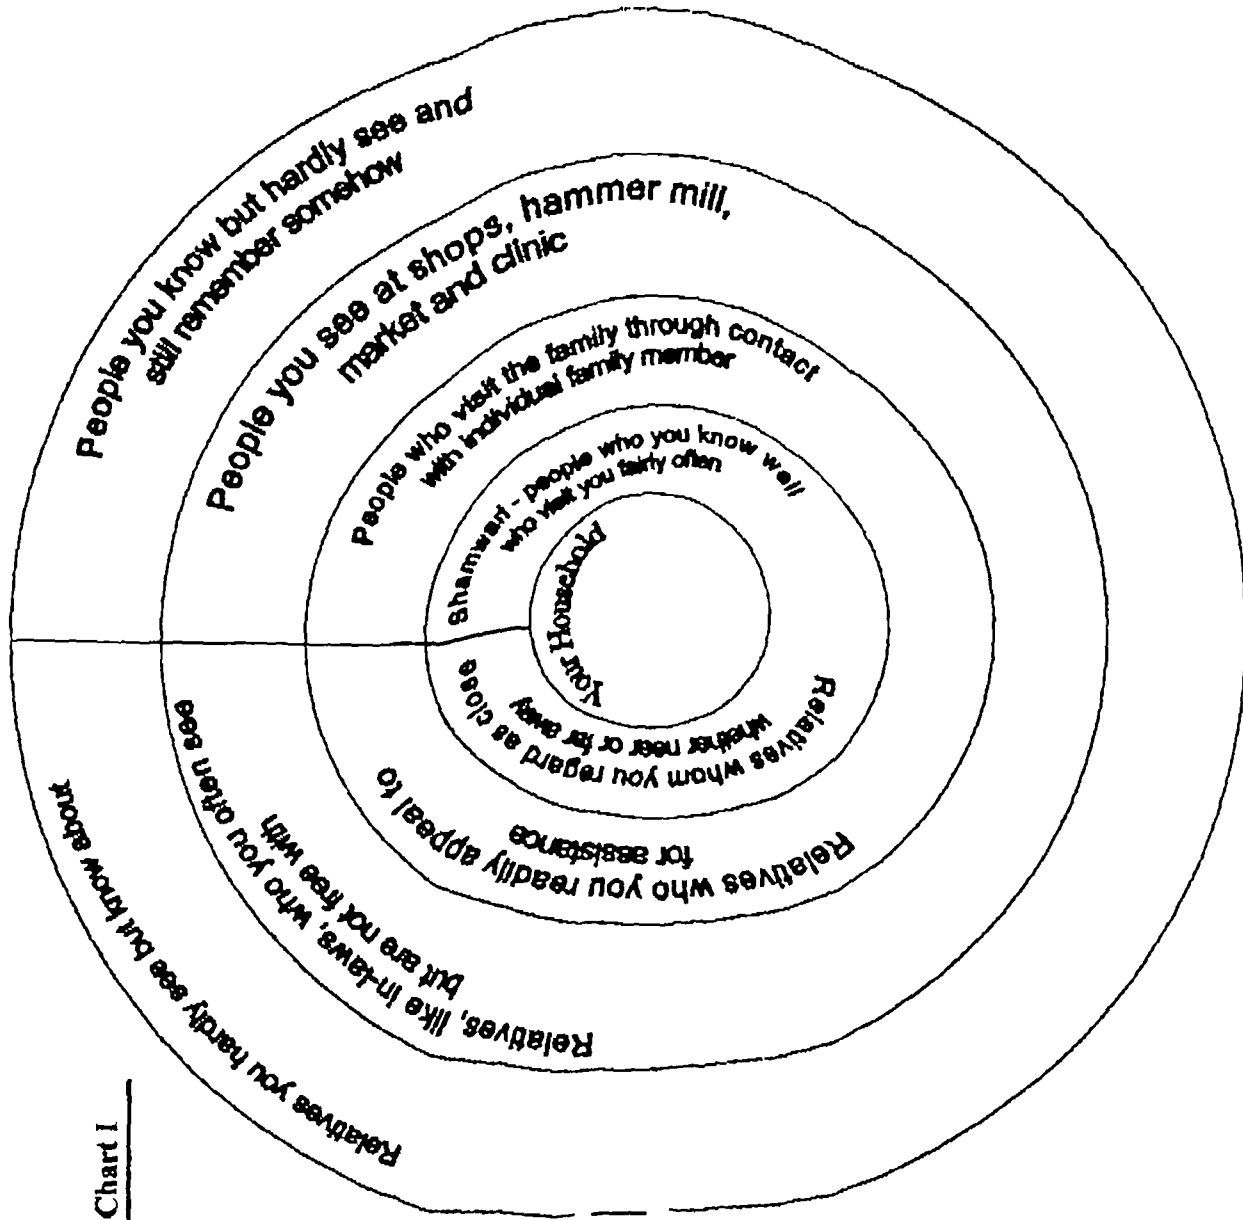 Chart I
People you know but hardly see and
still remember somehow
People you see at shops, hammer mill,
market and clinic
People who visit the family through contact
with individual family member
Shamwari - people who you know well
who visit you fairly often
Your Household
Relatives whom you regard as close
whether near or far away
Relatives who you readily appeal to
for assistance
Relatives, like in-laws, who you often see
but are not free with
Relatives you hardly see but know about